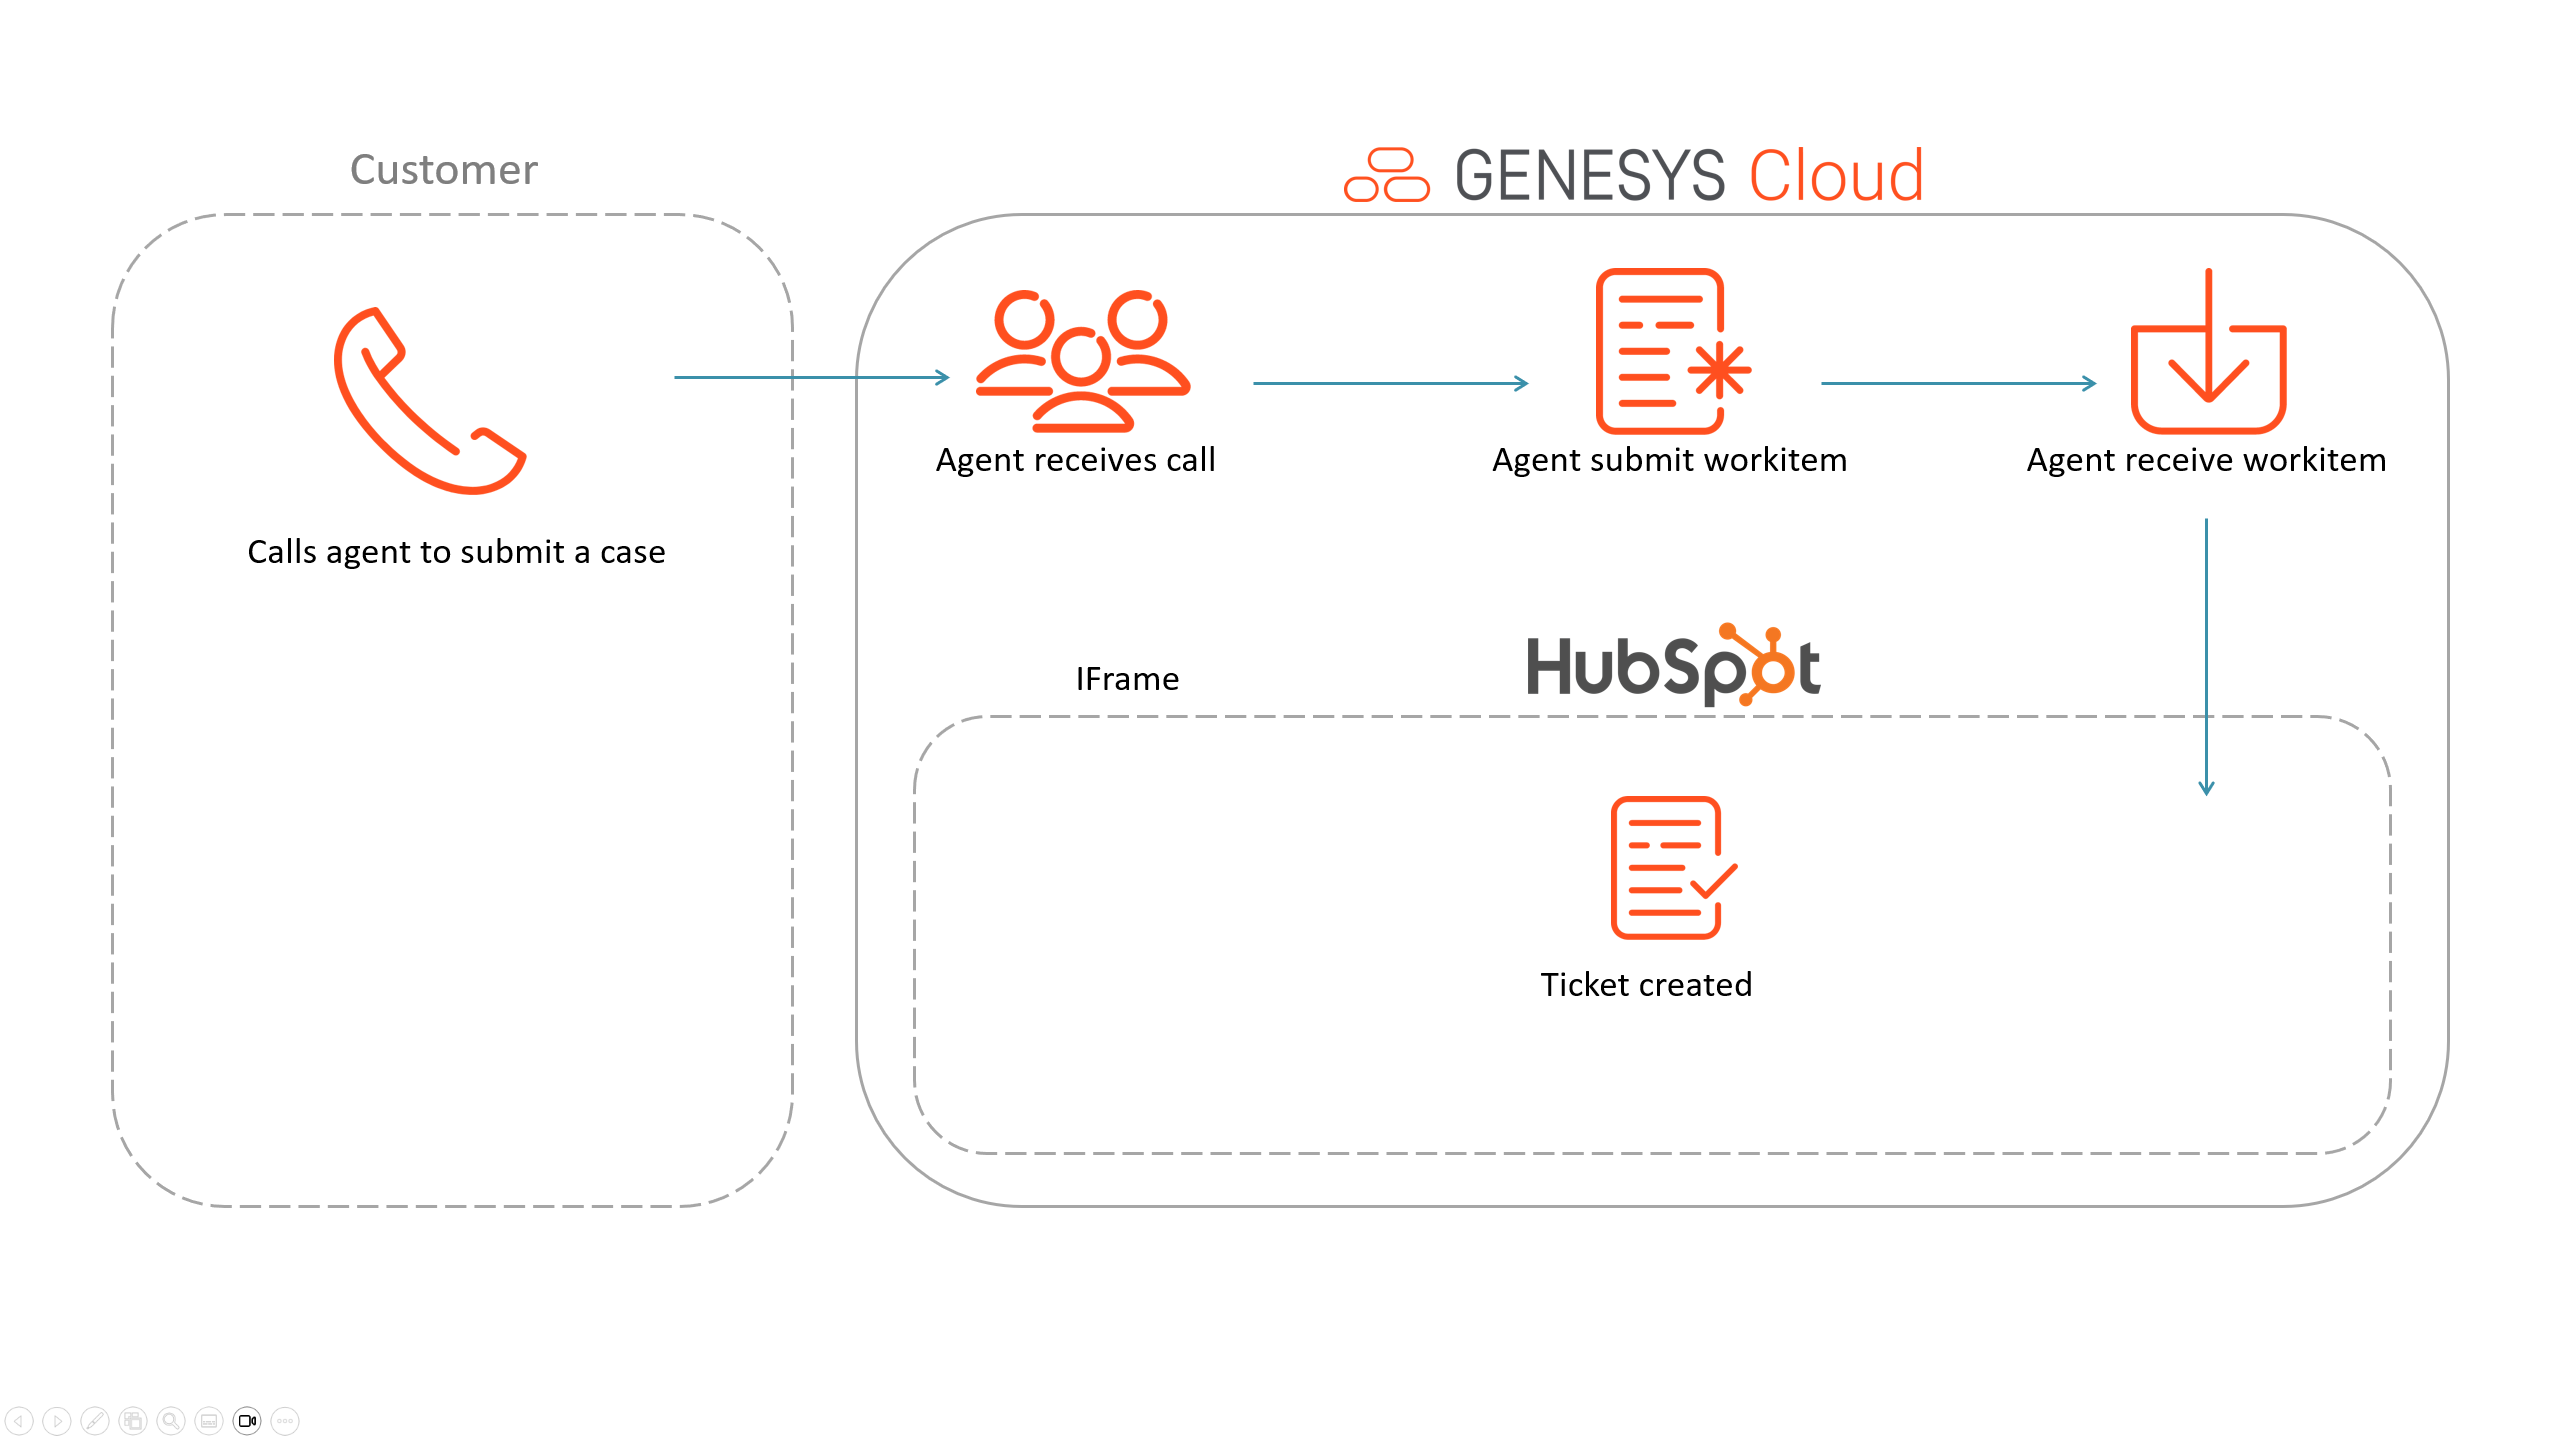 Customer
GENESYS Cloud
Agent receives call
Agent submit workitem
Agent receive workitem
Calls agent to submit a case
IFrame
HubSpot
Ticket created